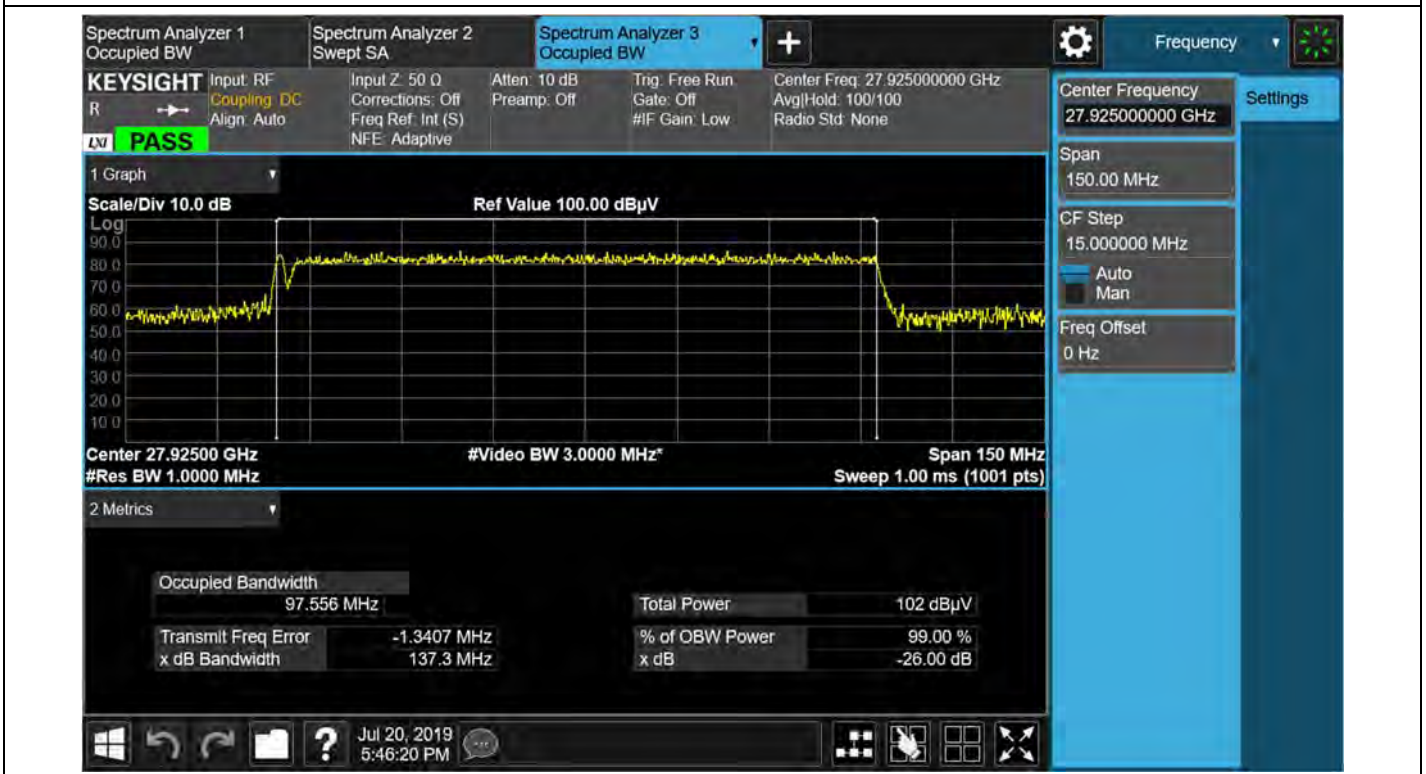 Spectrum Analyzer 1
Occupied BW
Spectrum Analyzer 2
Swept SA
Spectrum Analyzer 3
Occupied BW
Frequency
KEYSIGHT
R
LXI
PASS
Input: RF
Coupling: DC
Align: Auto
Input Z: 50 Ω
Corrections: Off
Freq Ref: Int (S)
NFE: Adaptive
Atten: 10 dB
Preamp: Off
Trig: Free Run
Gate: Off
#IF Gain: Low
Center Freq: 27.925000000 GHz
Avg|Hold: 100/100
Radio Std: None
Center Frequency
27.925000000 GHz
Settings
Span
150.00 MHz
CF Step
15.000000 MHz
Auto
Man
Freq Offset
0 Hz
1 Graph
Scale/Div 10.0 dB
Ref Value 100.00 dBµV
Log
90.0
80.0
70.0
60.0
50.0
40.0
30.0
20.0
10.0
Center 27.92500 GHz
#Video BW 3.0000 MHz*
Span 150 MHz
#Res BW 1.0000 MHz
Sweep 1.00 ms (1001 pts)
2 Metrics
Occupied Bandwidth
97.556 MHz
Total Power 102 dBµV
Transmit Freq Error -1.3407 MHz
% of OBW Power 99.00 %
x dB Bandwidth 137.3 MHz
x dB -26.00 dB
Jul 20, 2019
5:46:20 PM